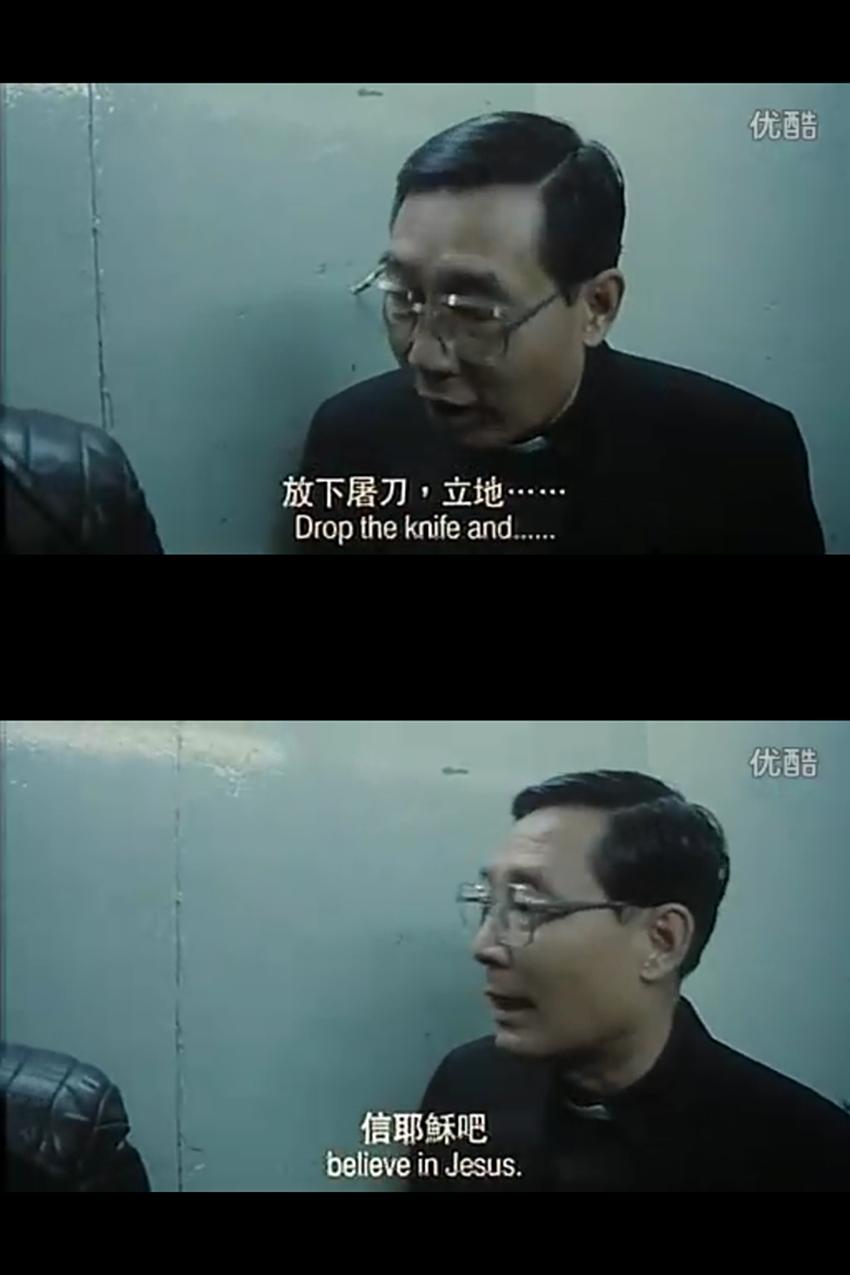 优酷
放下屠刀，立地……
Drop the knife and......
优酷
信耶穌吧
believe in Jesus.